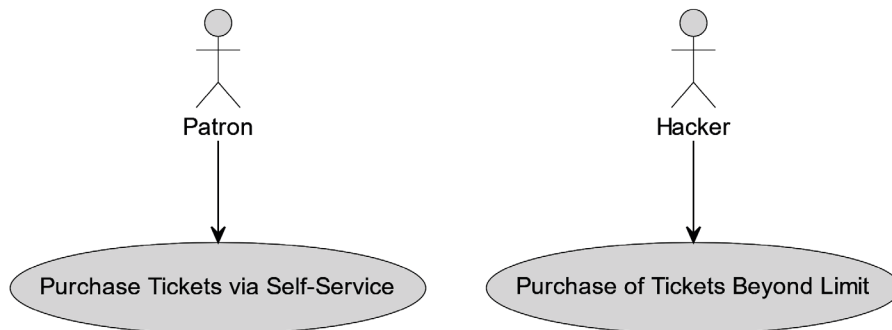 Patron
Hacker
Purchase Tickets via Self-Service
Purchase of Tickets Beyond Limit